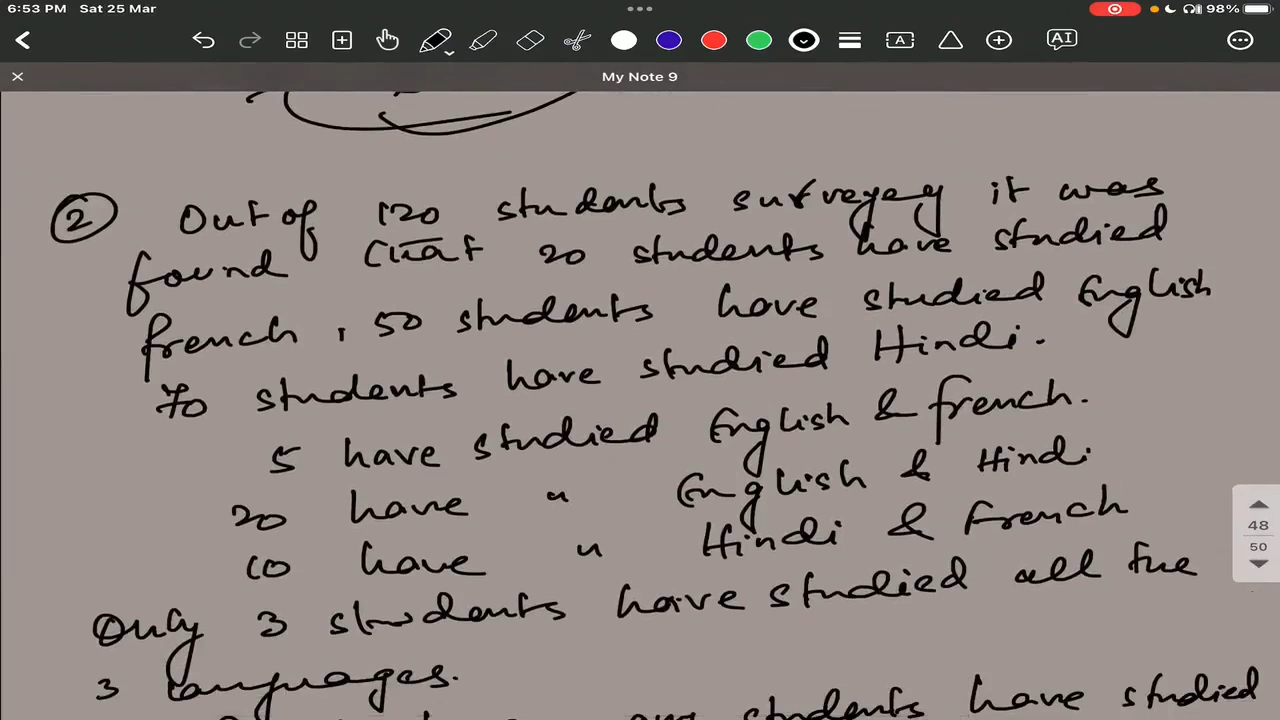 6:53 PM Sat 25 Mar
98%
A
AI
My Note 9
② Out of 120 students surveyey it was
found that 20 students have studied
french, 50 students have studied English
70 students have studied Hindi.
5 have studied English & french.
20 have " English & Hindi
10 have " Hindi & French
48
50
Only 3 students have studied all the
3 languages.
students have studied